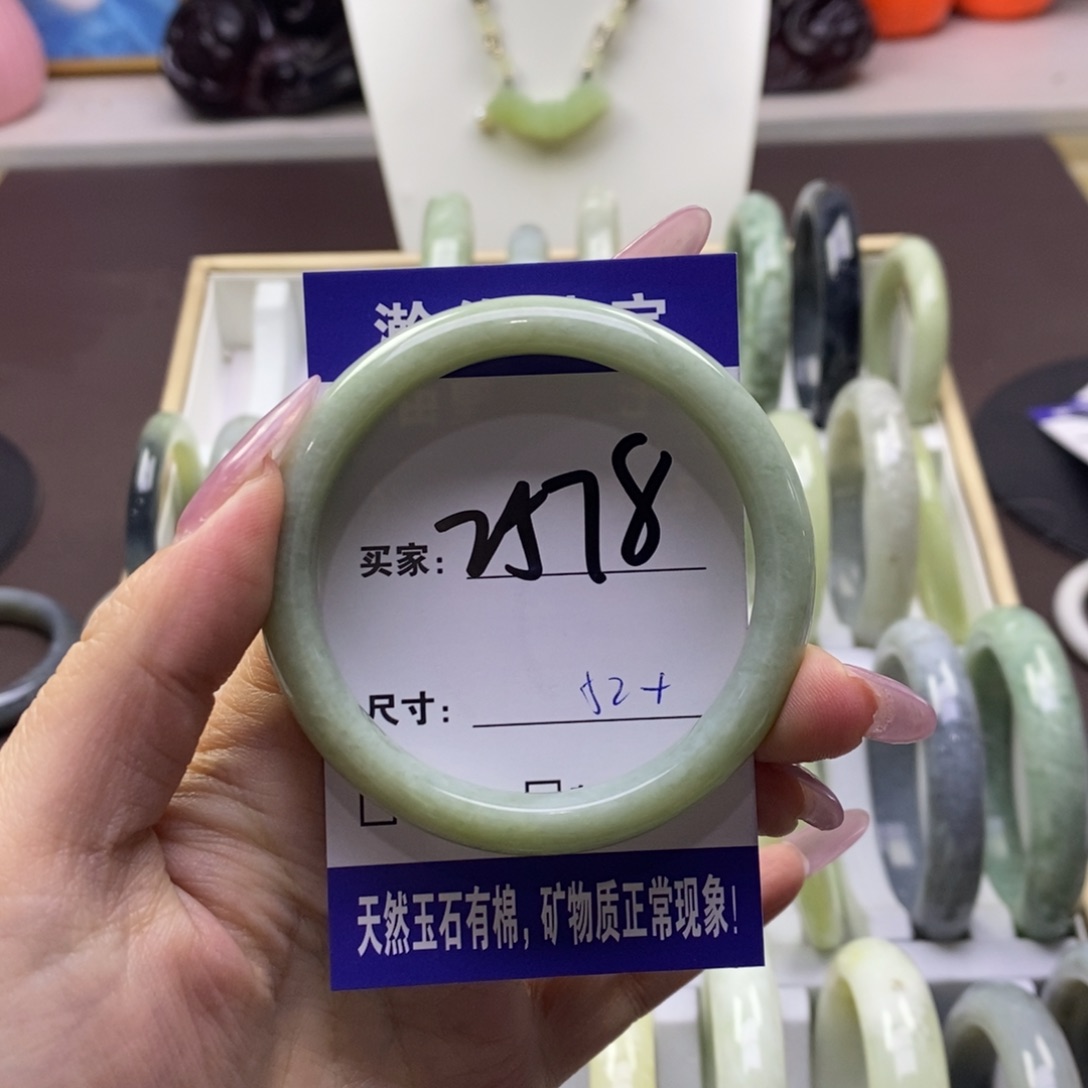 买家: 2578
尺寸: 52+
天然玉石有棉, 矿物质正常现象!